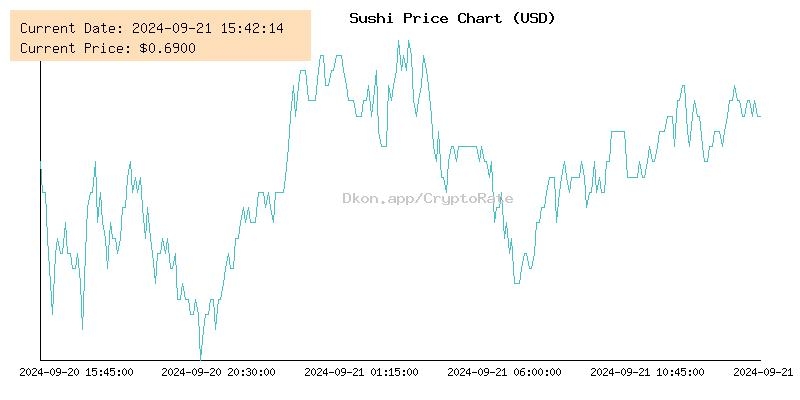 Sushi Price Chart (USD)
Current Date: 2024-09-21 15:42:14
Current Price: $0.6900
Dkon.app/CryptoRate
2024-09-20 15:45:00 2024-09-20 20:30:00 2024-09-21 01:15:00 2024-09-21 06:00:00 2024-09-21 10:45:00 2024-09-21